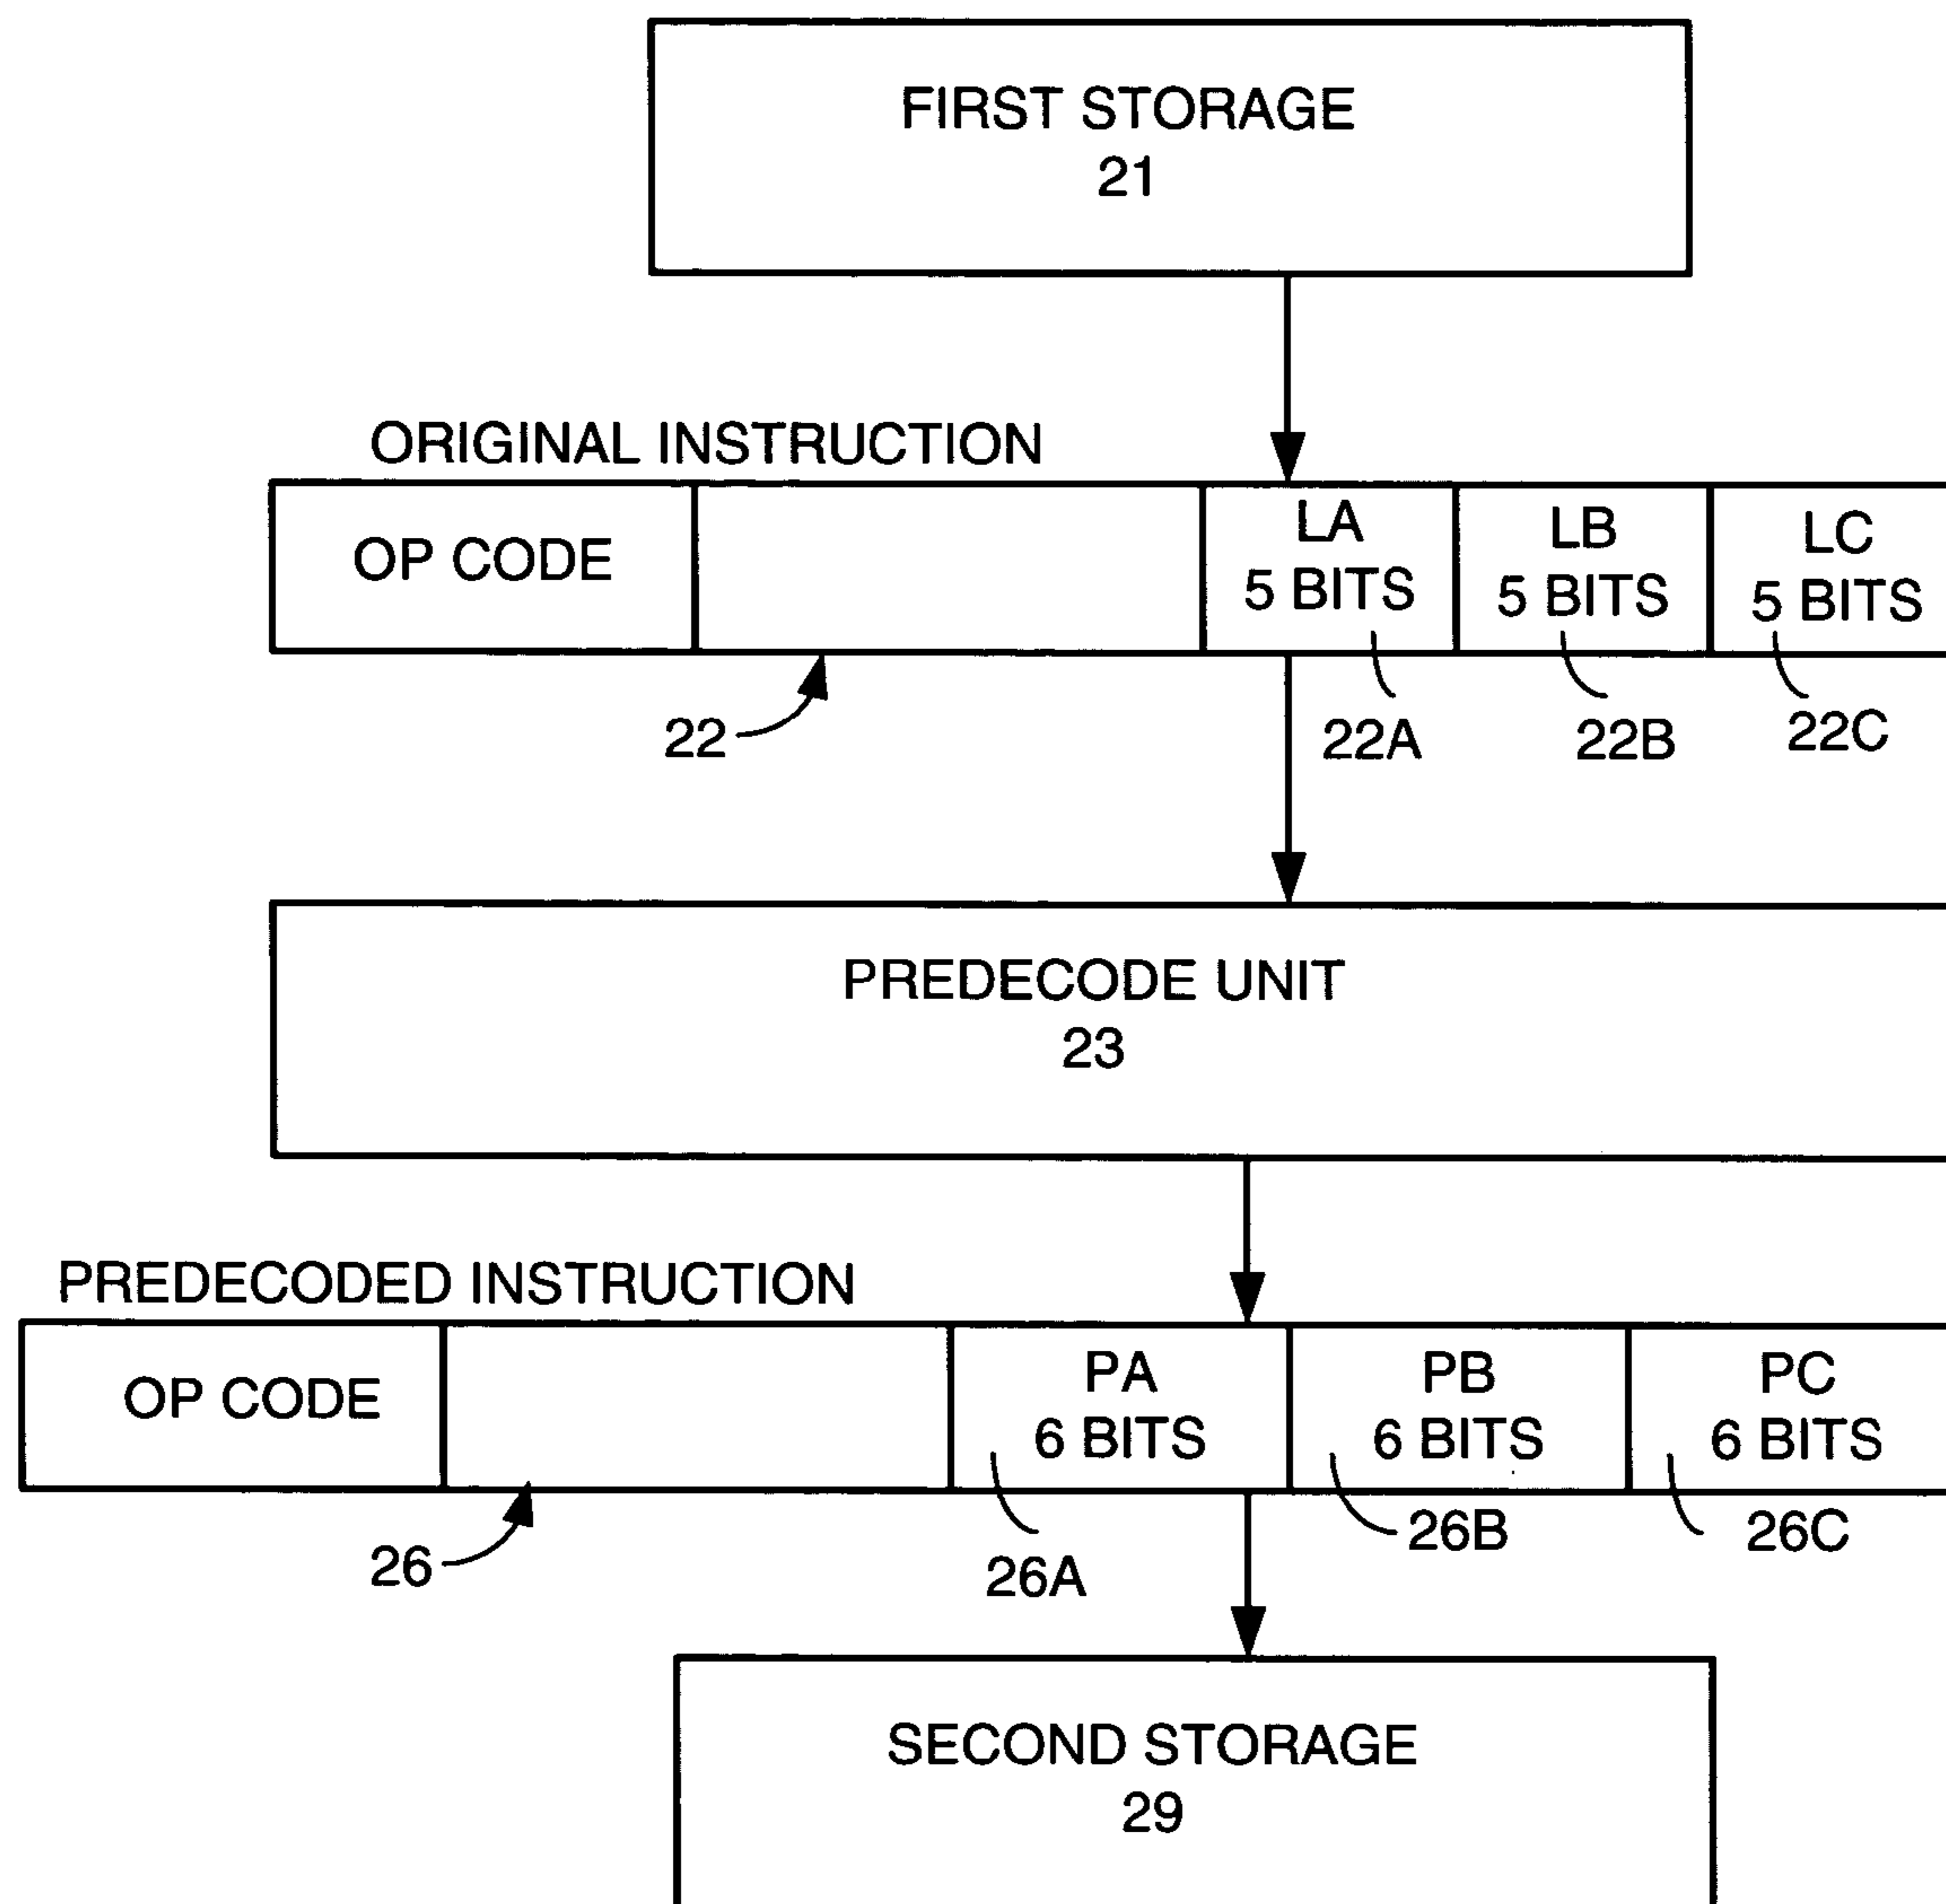 FIRST STORAGE
21
ORIGINAL INSTRUCTION
OP CODE
LA
5 BITS
LB
5 BITS
LC
5 BITS
22
22A
22B
22C
PREDECODE UNIT
23
PREDECODED INSTRUCTION
OP CODE
PA
6 BITS
PB
6 BITS
PC
6 BITS
26
26A
26B
26C
SECOND STORAGE
29